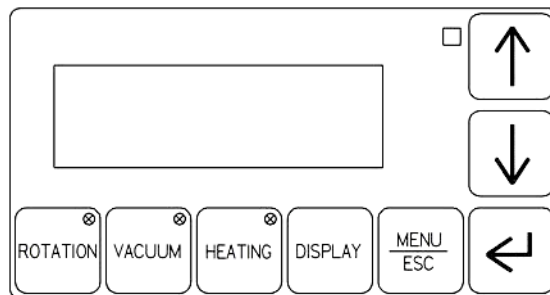 ROTATION
VACUUM
HEATING
DISPLAY
MENU
ESC